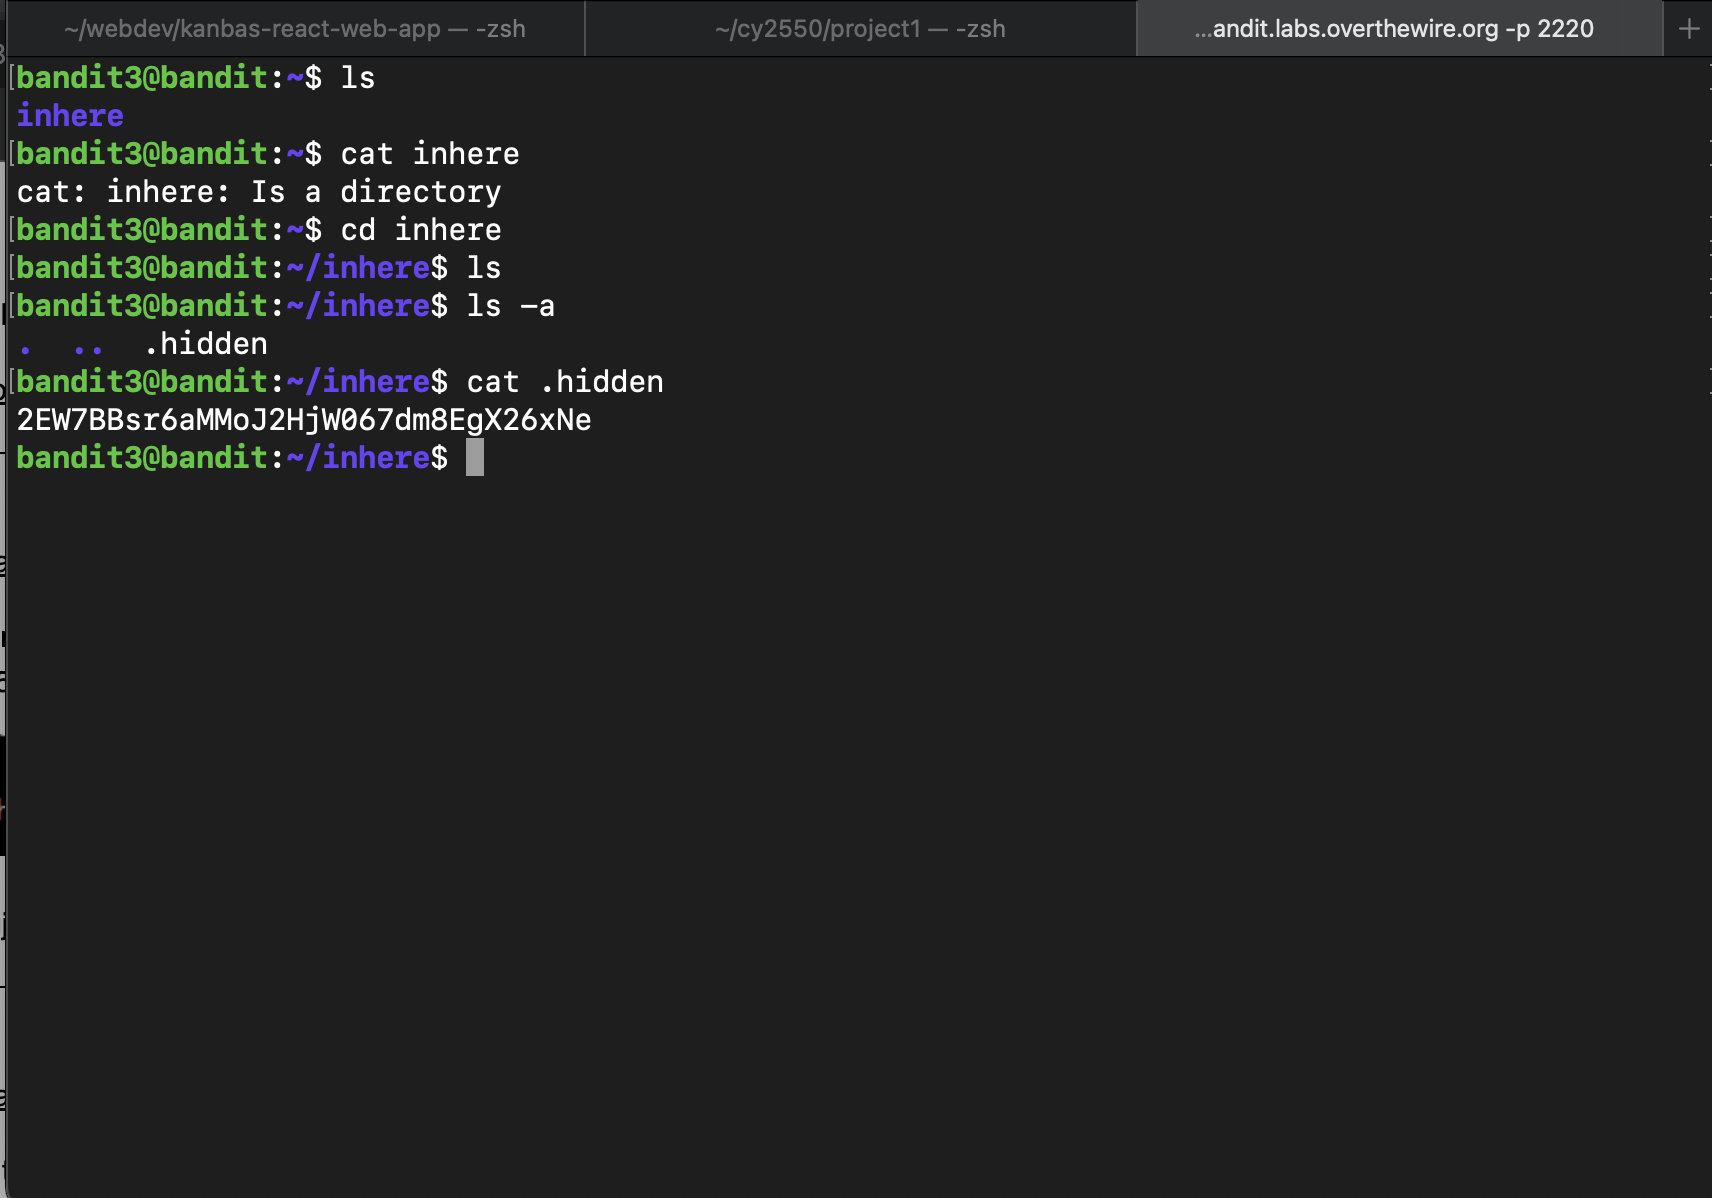 ~/webdev/kanbas-react-web-app — -zsh
~/cy2550/project1 — -zsh
...andit.labs.overthewire.org -p 2220
+
[bandit3@bandit:~$ ls
inhere
[bandit3@bandit:~$ cat inhere
cat: inhere: Is a directory
[bandit3@bandit:~$ cd inhere
[bandit3@bandit:~/inhere$ ls
[bandit3@bandit:~/inhere$ ls -a
.  ..  .hidden
[bandit3@bandit:~/inhere$ cat .hidden
2EW7BBsr6aMMoJ2HjW067dm8EgX26xNe
bandit3@bandit:~/inhere$